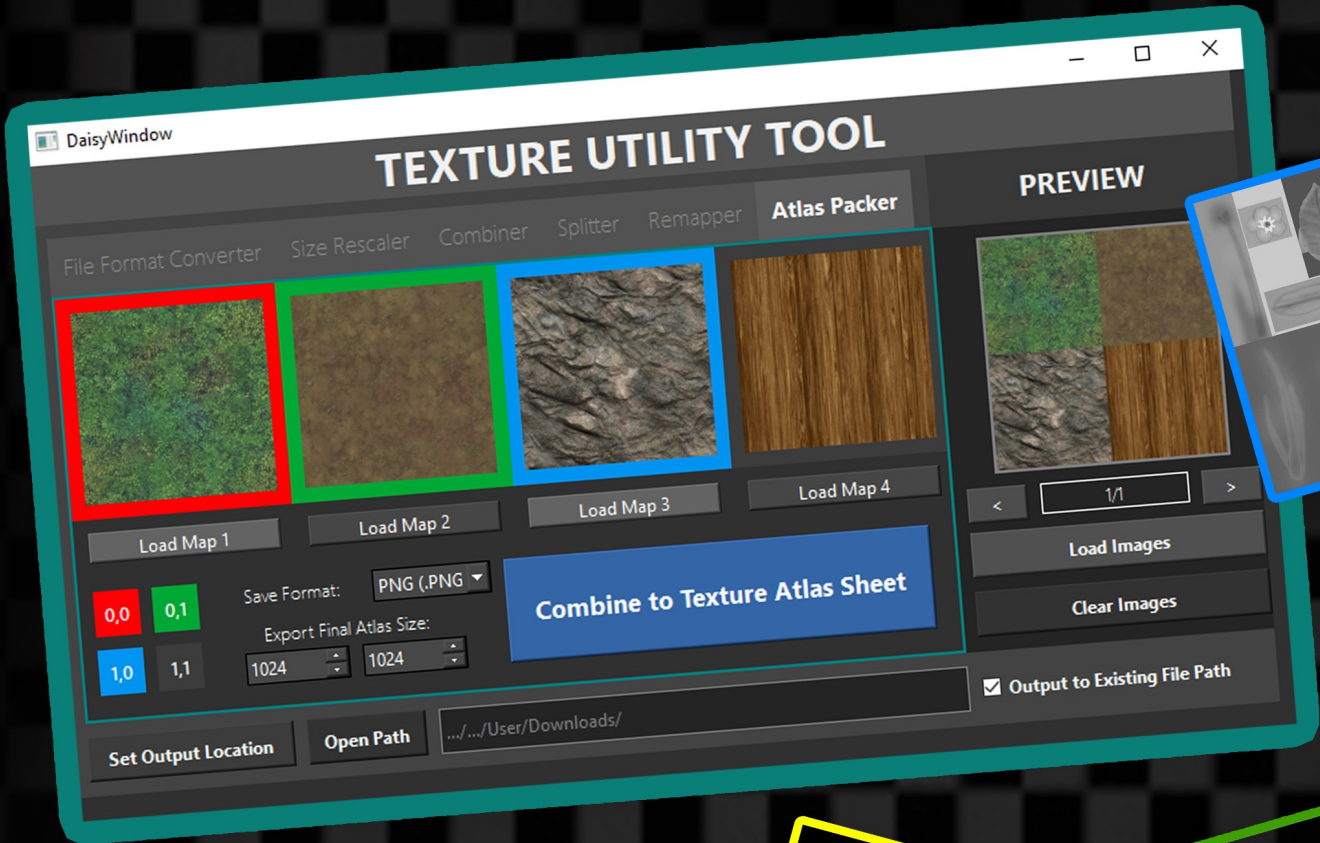 DaisyWindow
TEXTURE UTILITY TOOL
File Format Converter
Size Rescaler
Combiner
Splitter
Remapper
Atlas Packer
PREVIEW
Load Map 1
Load Map 2
Load Map 3
Load Map 4
<
1/1
>
Load Images
Clear Images
0,0
0,1
1,0
1,1
Save Format:
PNG (.PNG
Export Final Atlas Size:
1024
1024
Combine to Texture Atlas Sheet
Set Output Location
Open Path
.../.../User/Downloads/
Output to Existing File Path